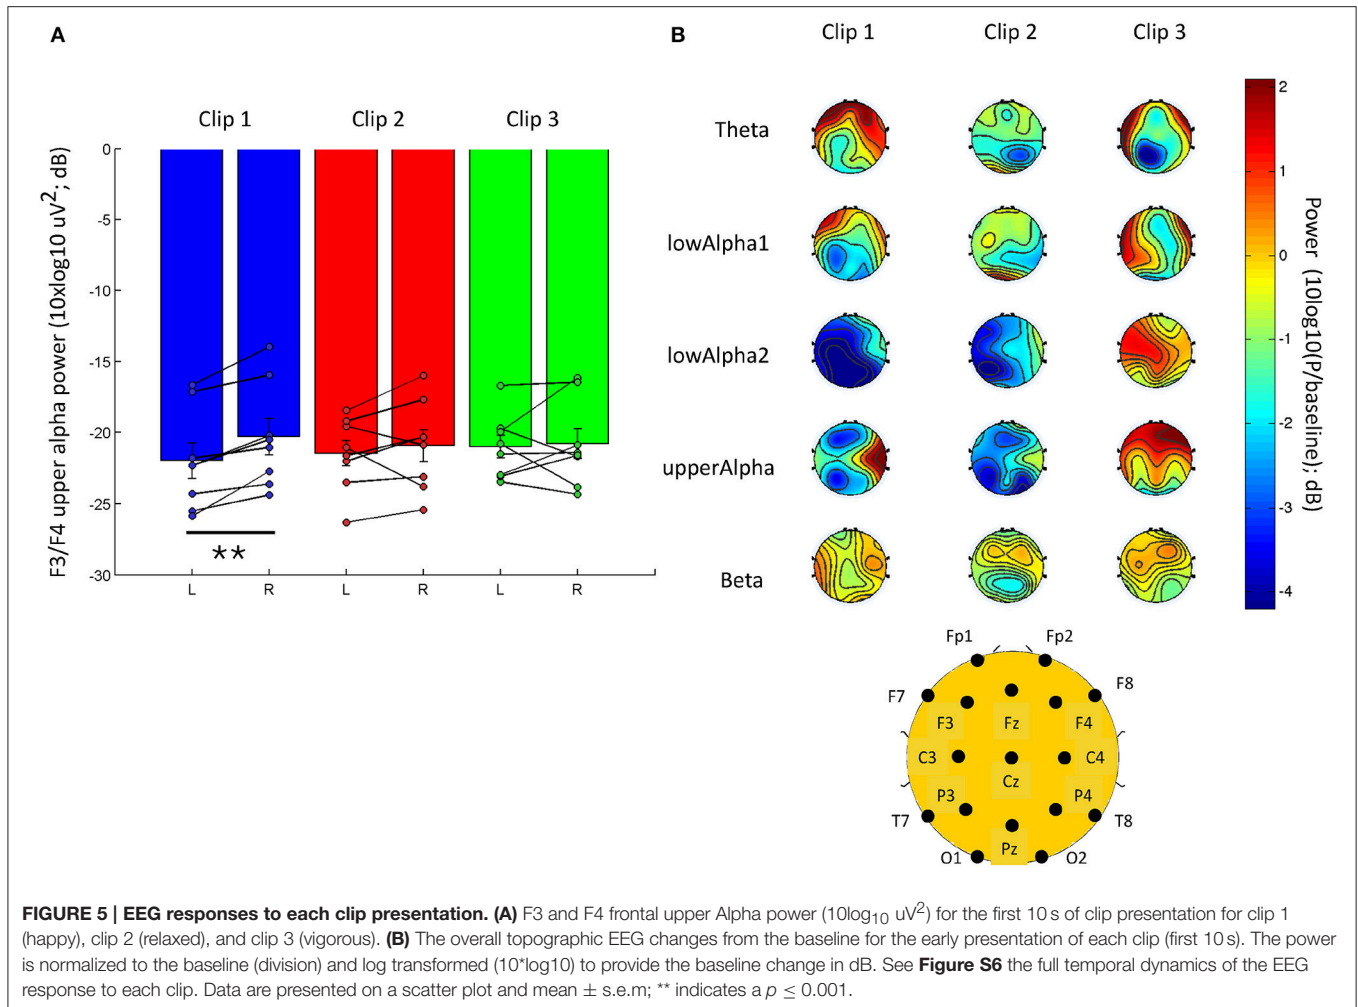 A
Clip 1 Clip 2 Clip 3
F3/F4 upper alpha power (10xlog10 uV2; dB)
0
-5
-10
-15
-20
-25
-30
**
L R L R L R
B
Clip 1 Clip 2 Clip 3
Theta
lowAlpha1
lowAlpha2
upperAlpha
Beta
2
1
0
-1
-2
-3
-4
Power (10log10(P/baseline); dB)
Fp1 Fp2
F7 F8
F3 Fz F4
C3 Cz C4
P3 P4
T7 T8
O1 Pz O2
FIGURE 5 | EEG responses to each clip presentation. (A) F3 and F4 frontal upper Alpha power (10log10 uV2) for the first 10 s of clip presentation for clip 1
(happy), clip 2 (relaxed), and clip 3 (vigorous). (B) The overall topographic EEG changes from the baseline for the early presentation of each clip (first 10 s). The power
is normalized to the baseline (division) and log transformed (10*log10) to provide the baseline change in dB. See Figure S6 the full temporal dynamics of the EEG
response to each clip. Data are presented on a scatter plot and mean ± s.e.m; ** indicates a p ≤ 0.001.